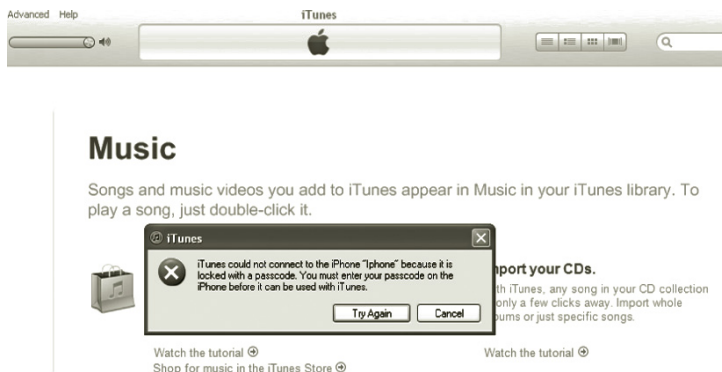 Advanced Help
iTunes
Music
Songs and music videos you add to iTunes appear in Music in your iTunes library. To
play a song, just double-click it.
iTunes
iTunes could not connect to the iPhone "Iphone" because it is
locked with a passcode. You must enter your passcode on the
iPhone before it can be used with iTunes.
Try Again Cancel
mport your CDs.
th iTunes, any song in your CD collection
only a few clicks away. Import whole
bums or just specific songs.
Watch the tutorial
Shop for music in the iTunes Store
Watch the tutorial